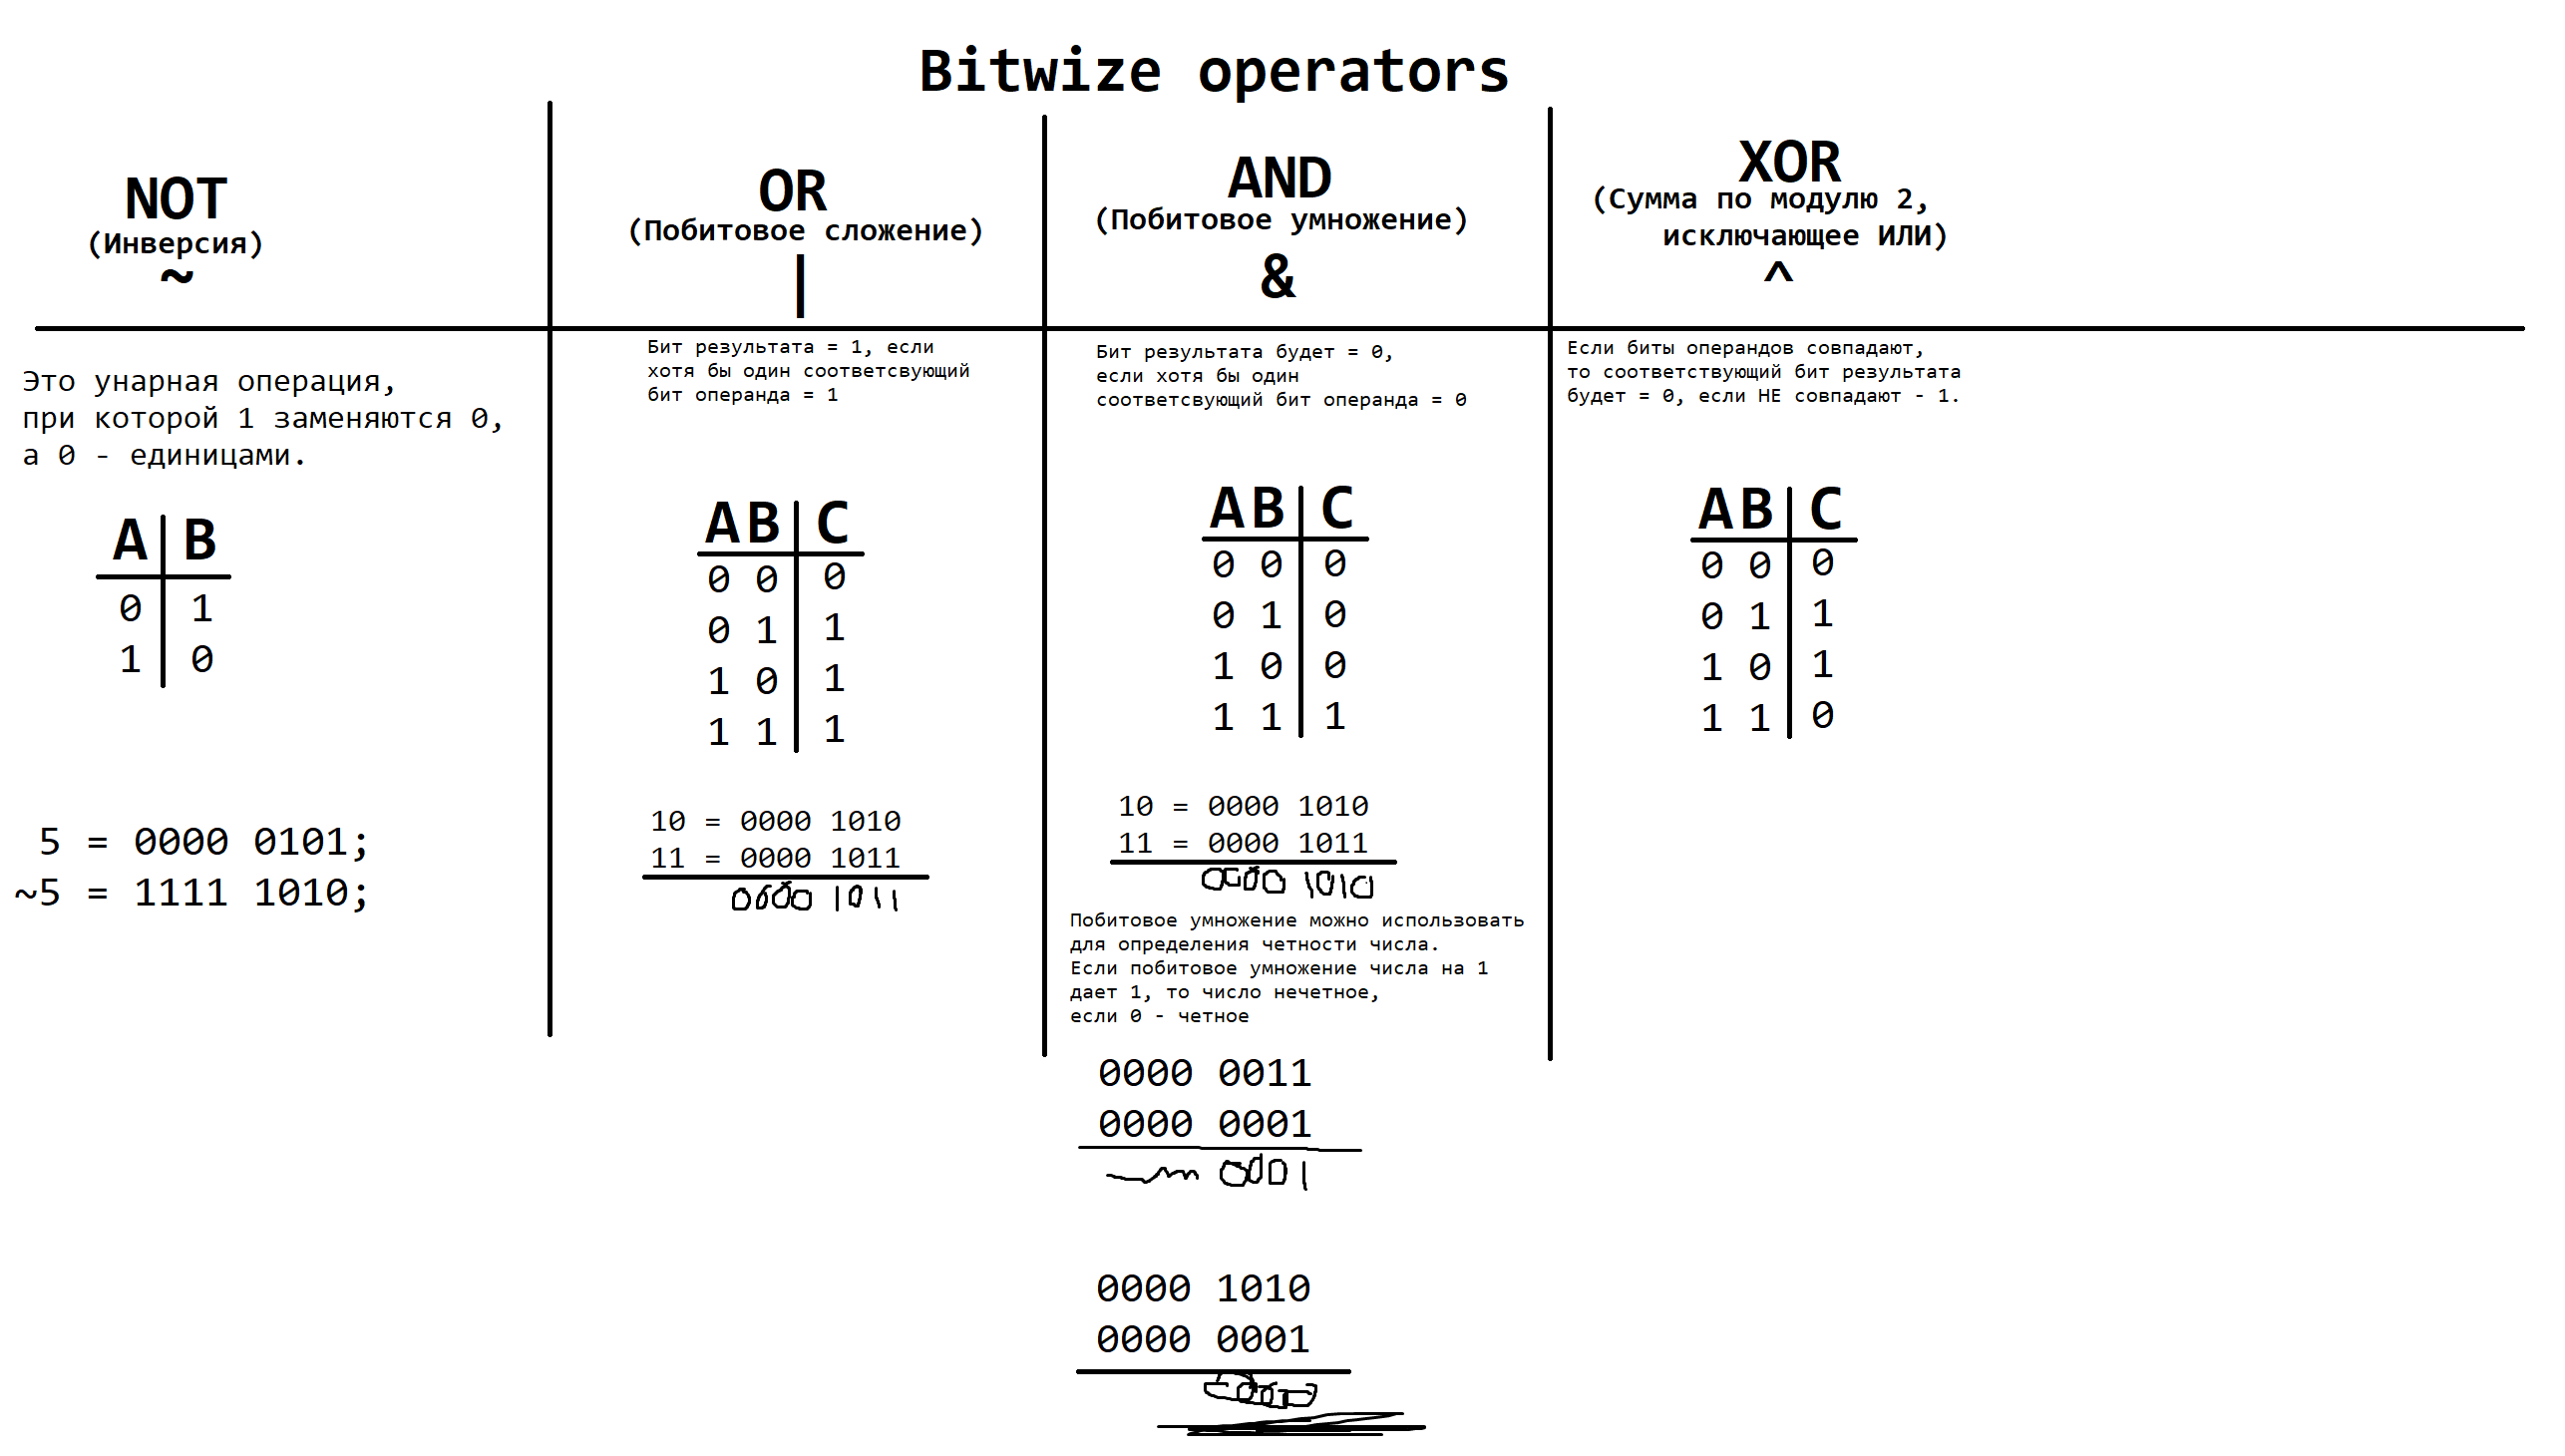 Bitwize operators
NOT
(Инверсия)
~
Это унарная операция,
при которой 1 заменяются 0,
а 0 - единицами.
A B
0 1
1 0
5 = 0000 0101;
~5 = 1111 1010;
OR
(Побитовое сложение)
|
Бит результата = 1, если
хотя бы один соответсвующий
бит операнда = 1
A B C
0 0 0
0 1 1
1 0 1
1 1 1
10 = 0000 1010
11 = 0000 1011
0000 1011
AND
(Побитовое умножение)
&
Бит результата будет = 0,
если хотя бы один
соответсвующий бит операнда = 0
A B C
0 0 0
0 1 0
1 0 0
1 1 1
10 = 0000 1010
11 = 0000 1011
0000 1010
Побитовое умножение можно использовать
для определения четности числа.
Если побитовое умножение числа на 1
дает 1, то число нечетное,
если 0 - четное
0000 0011
0000 0001
0001
0000 1010
0000 0001
XOR
(Сумма по модулю 2,
исключающее ИЛИ)
^
Если биты операндов совпадают,
то соответствующий бит результата
будет = 0, если НЕ совпадают - 1.
A B C
0 0 0
0 1 1
1 0 1
1 1 0